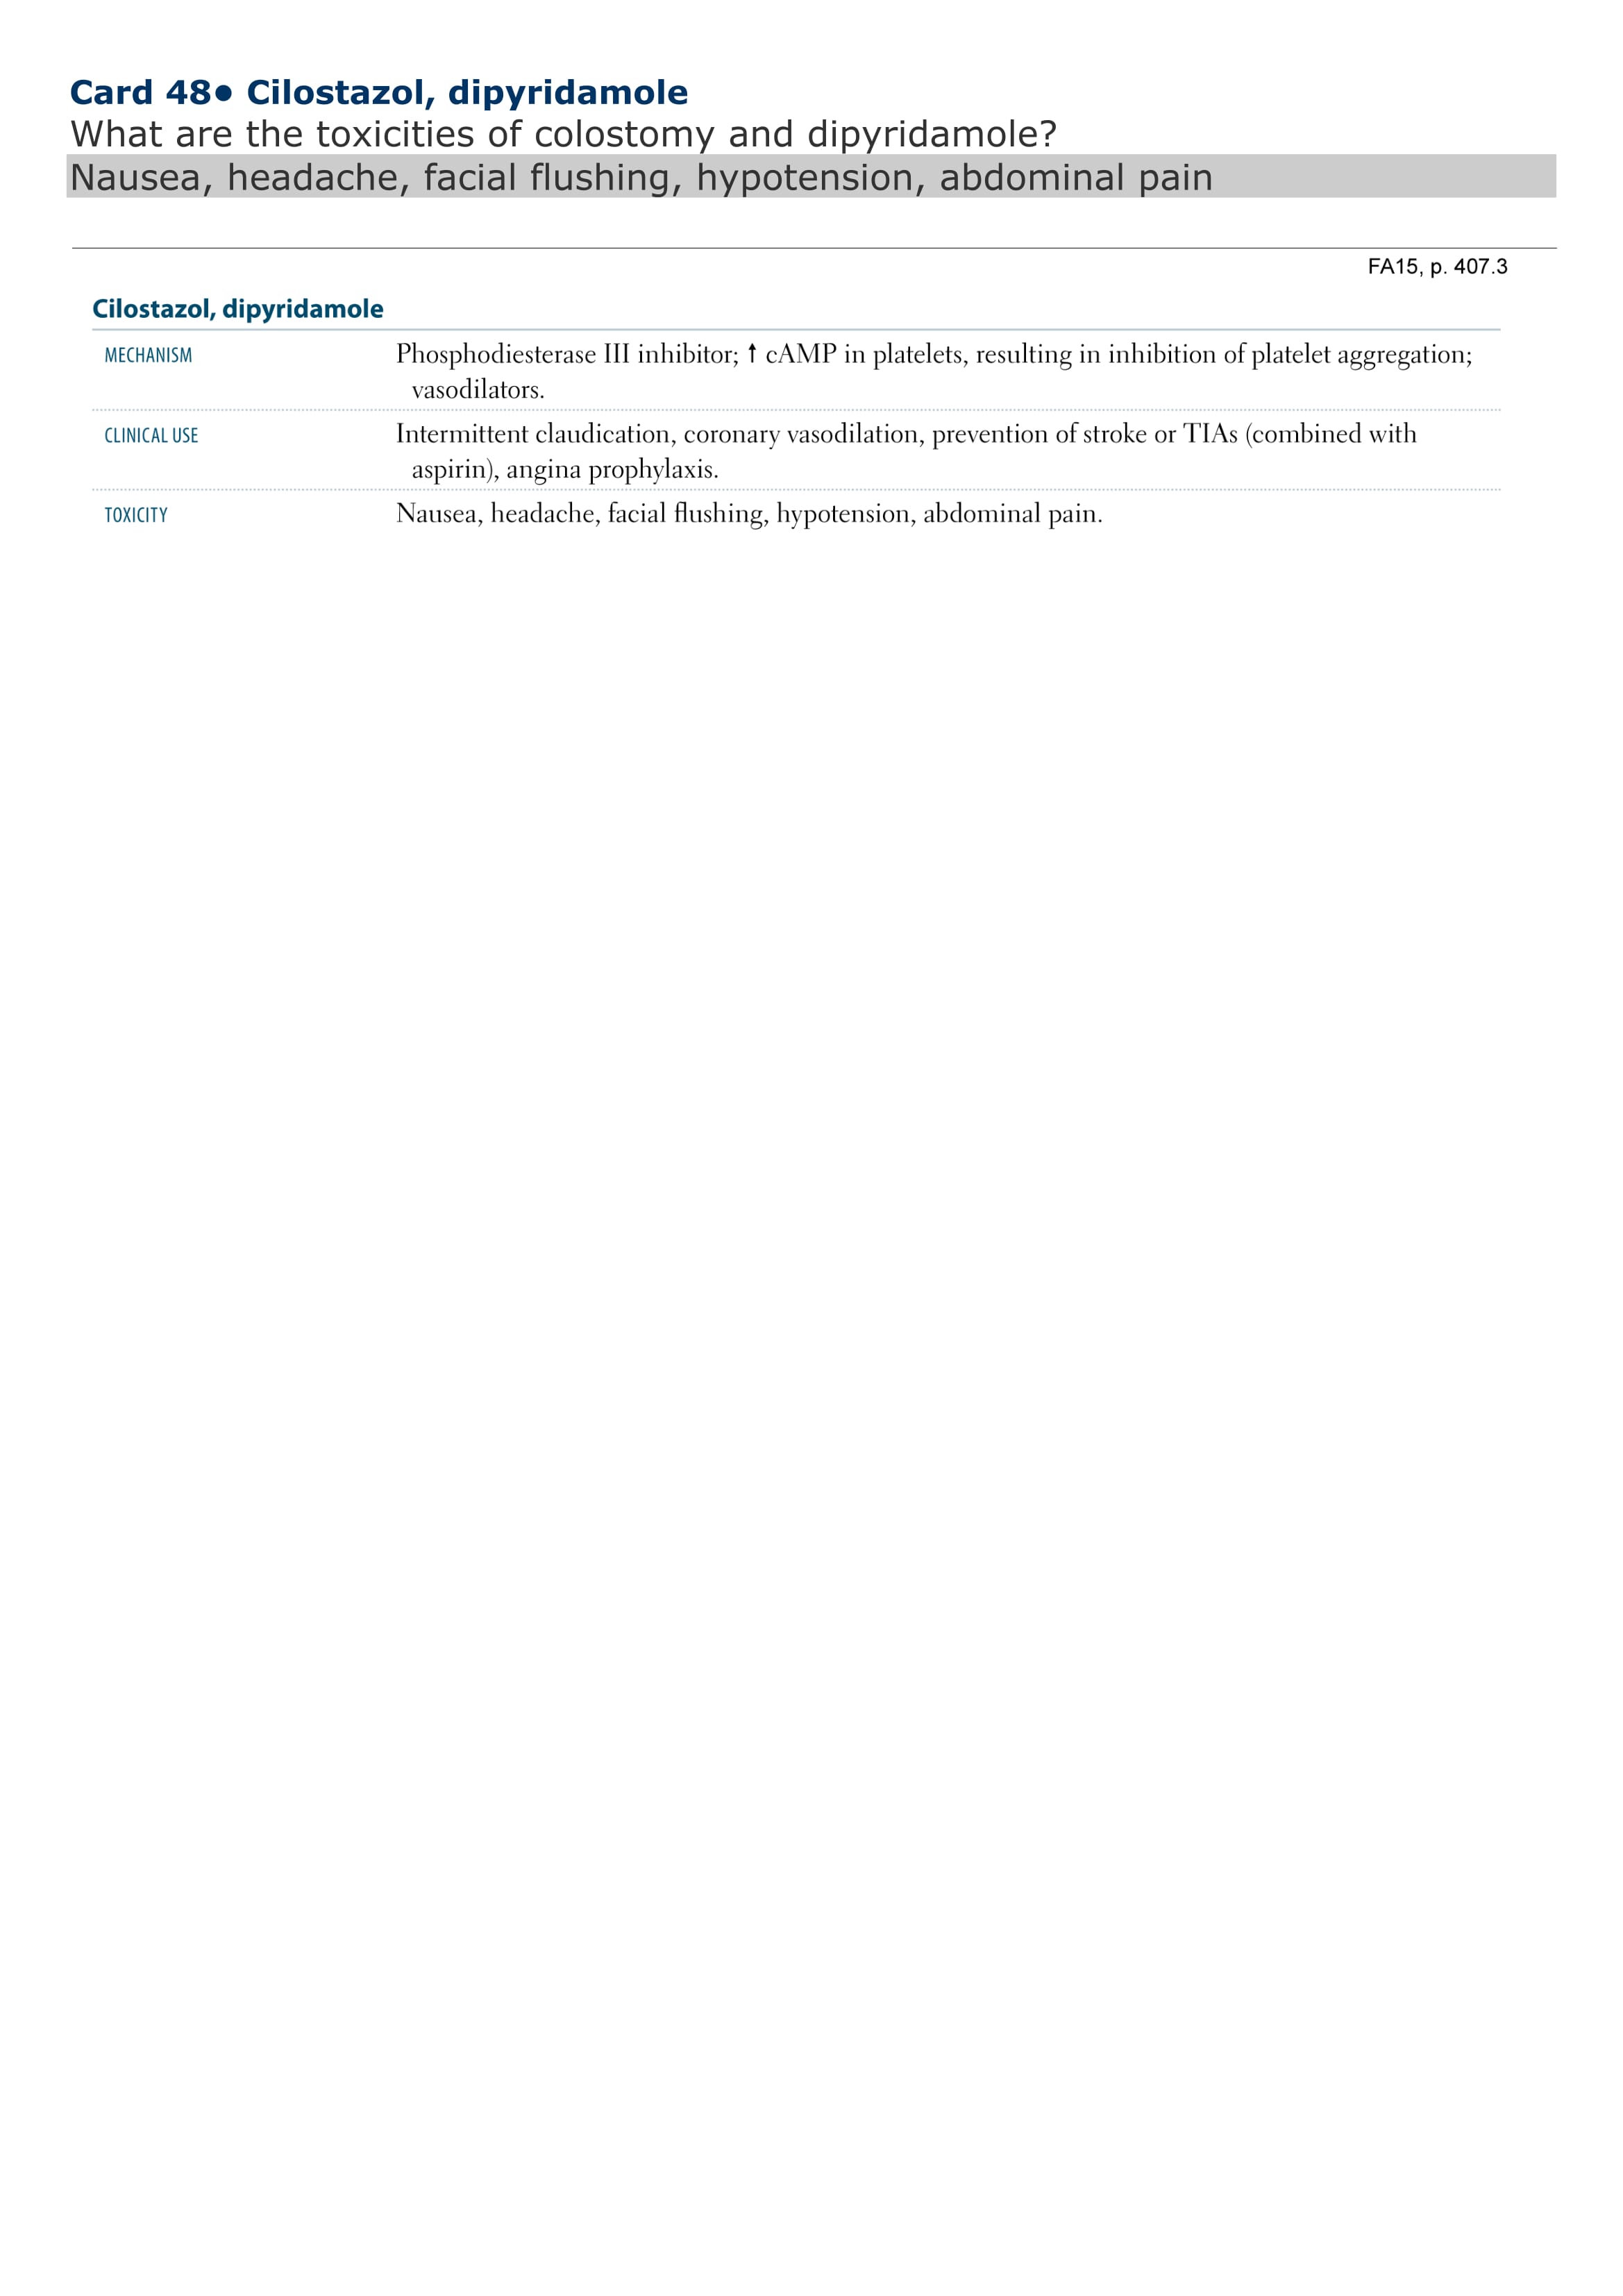 Card 48● Cilostazol, dipyridamole
What are the toxicities of colostomy and dipyridamole?
Nausea, headache, facial flushing, hypotension, abdominal pain
FA15, p. 407.3
Cilostazol, dipyridamole
MECHANISM Phosphodiesterase III inhibitor; ↑ cAMP in platelets, resulting in inhibition of platelet aggregation;
vasodilators.
CLINICAL USE Intermittent claudication, coronary vasodilation, prevention of stroke or TIAs (combined with
aspirin), angina prophylaxis.
TOXICITY Nausea, headache, facial flushing, hypotension, abdominal pain.